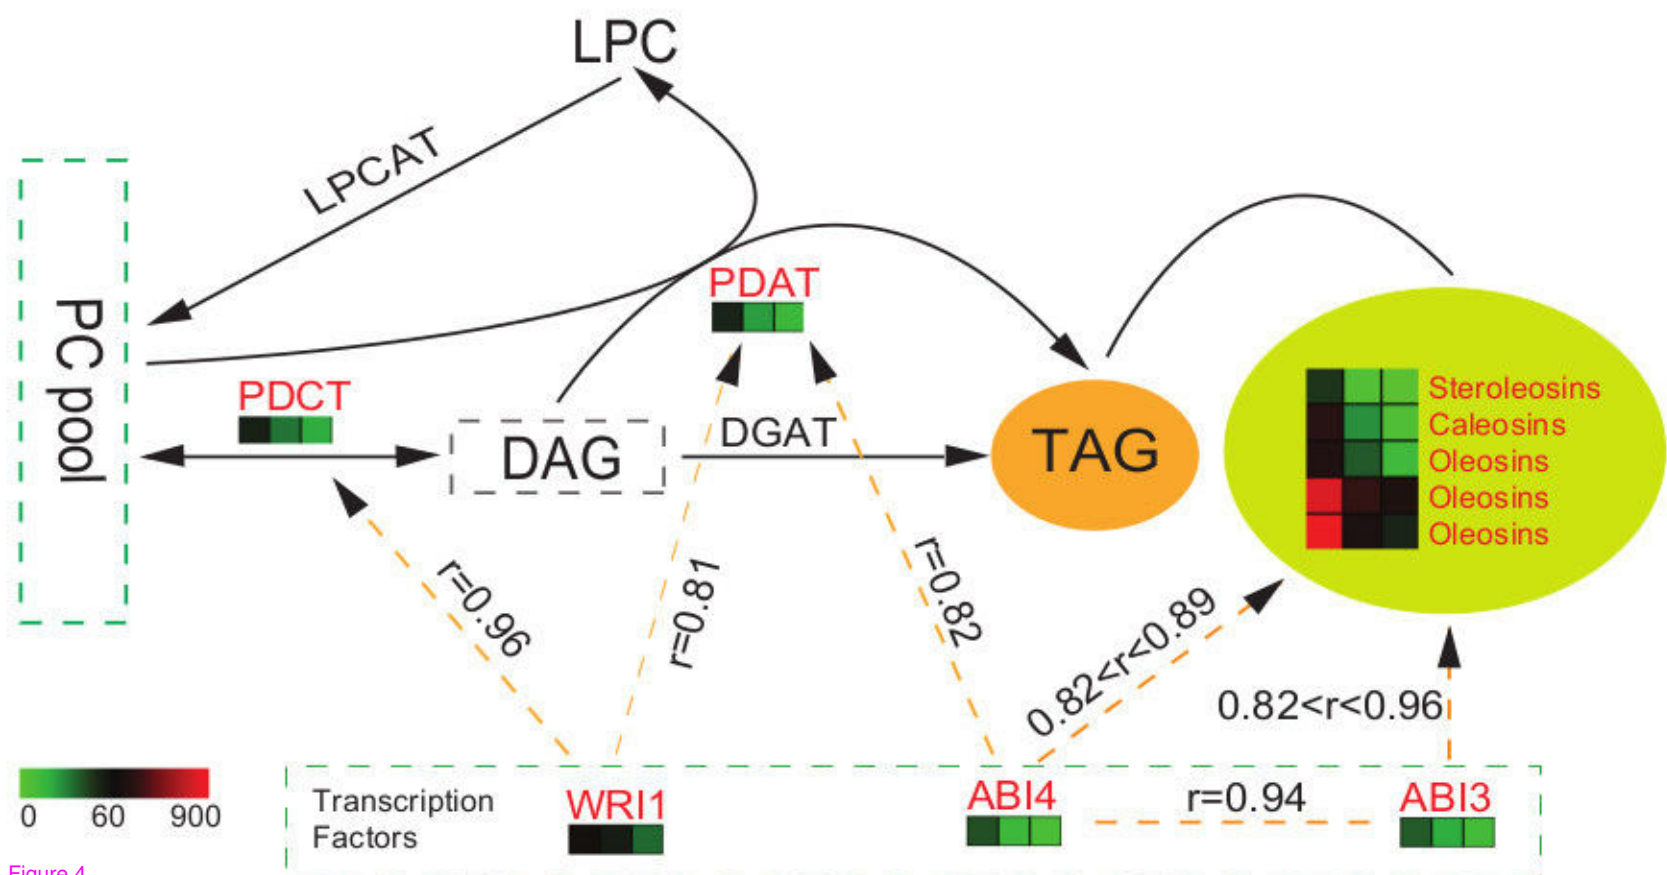 LPC
LPCAT
PC pool
PDAT
PDCT
DAG
DGAT
TAG
Steroleosins
Caleosins
Oleosins
Oleosins
Oleosins
r=0.96
r=0.81
r=0.82
0.82<r<0.89
0.82<r<0.96
0 60 900
Transcription
Factors
WRI1
ABI4
r=0.94
ABI3
Figure 4